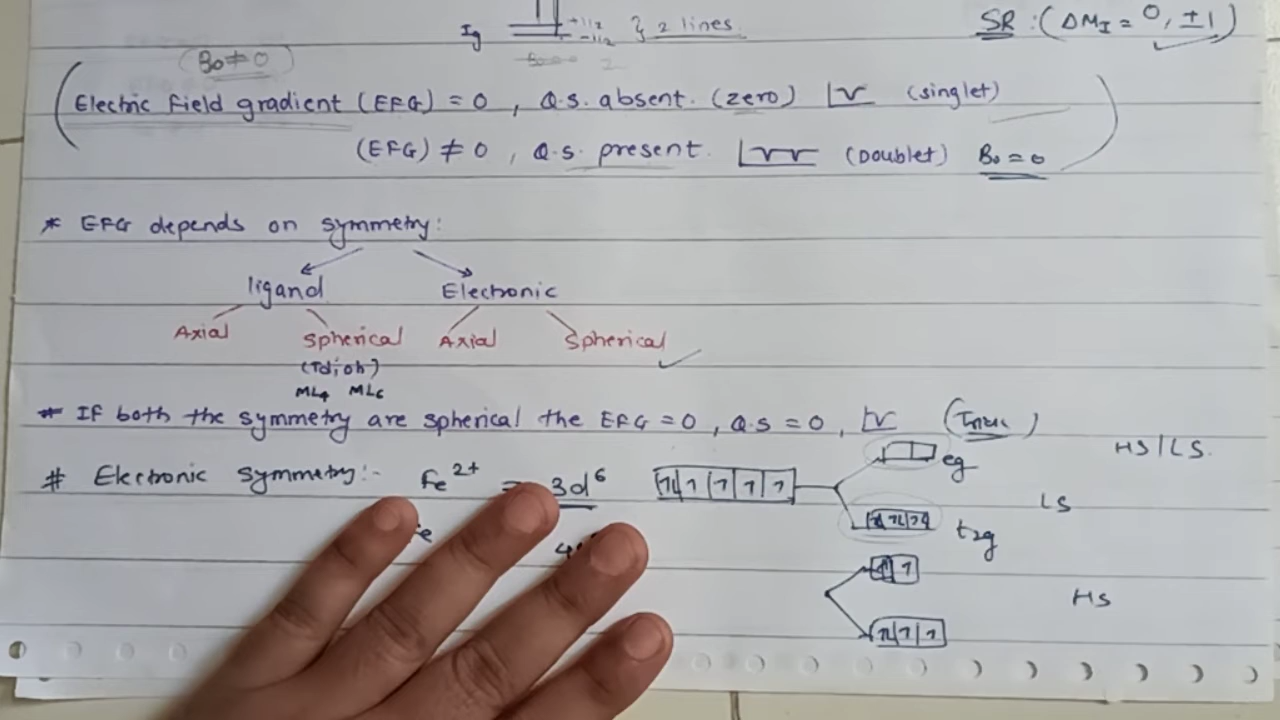 Ig +1/2 -1/2 } 2 lines. SR : (ΔMI = 0, ±1)
(B0 ≠ 0)
Electric Field gradient (EFG) = 0, Q.S. absent. (zero) (singlet)
(EFG) ≠ 0, Q.S. present. (Doublet) B0 = 0
* EFG depends on symmetry:
ligand Electronic
Axial Spherical Axial Spherical
(Td, Oh)
ML4 ML6
* If both the symmetry are spherical the EFG = 0, Q.S = 0,
HS/LS.
# Electronic symmetry:- Fe2+ = 3d6 eg
LS
t2g
HS